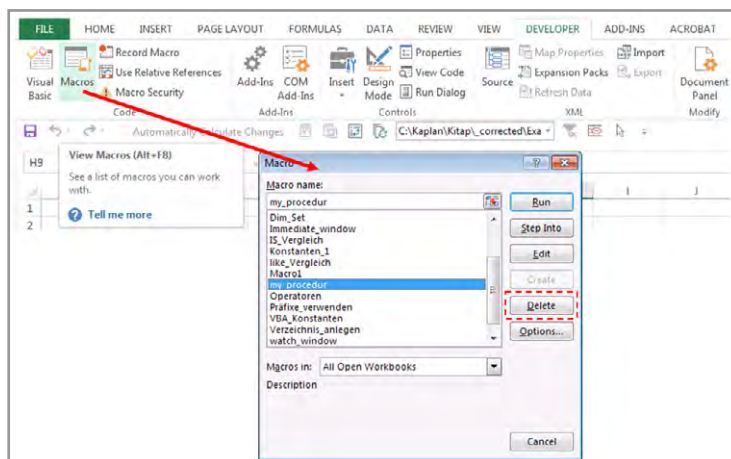 FILE HOME INSERT PAGE LAYOUT FORMULAS DATA REVIEW VIEW DEVELOPER ADD-INS ACROBAT
Visual Basic
Macros
Record Macro
Use Relative References
Macro Security
Code
Add-Ins
COM Add-Ins
Add-Ins
Insert
Design Mode
Properties
View Code
Run Dialog
Controls
Source
Map Properties
Expansion Packs
Refresh Data
Import
Export
XML
Document Panel
Modify
Automatically Calculate Changes
C:\Kaplan\Kitap\_corrected\Exa
H9
View Macros (Alt+F8)
See a list of macros you can work
with.
Tell me more
I J
1
2
Macro
Macro name:
my_procedur
Dim_Set
Immediate_window
IS_Vergleich
Konstanten_1
like_Vergleich
Macro1
my_procedur
Operatoren
Präfixe_verwenden
VBA_Konstanten
Verzeichnis_anlegen
watch_window
Run
Step Into
Edit
Create
Delete
Options...
Macros in: All Open Workbooks
Description
Cancel